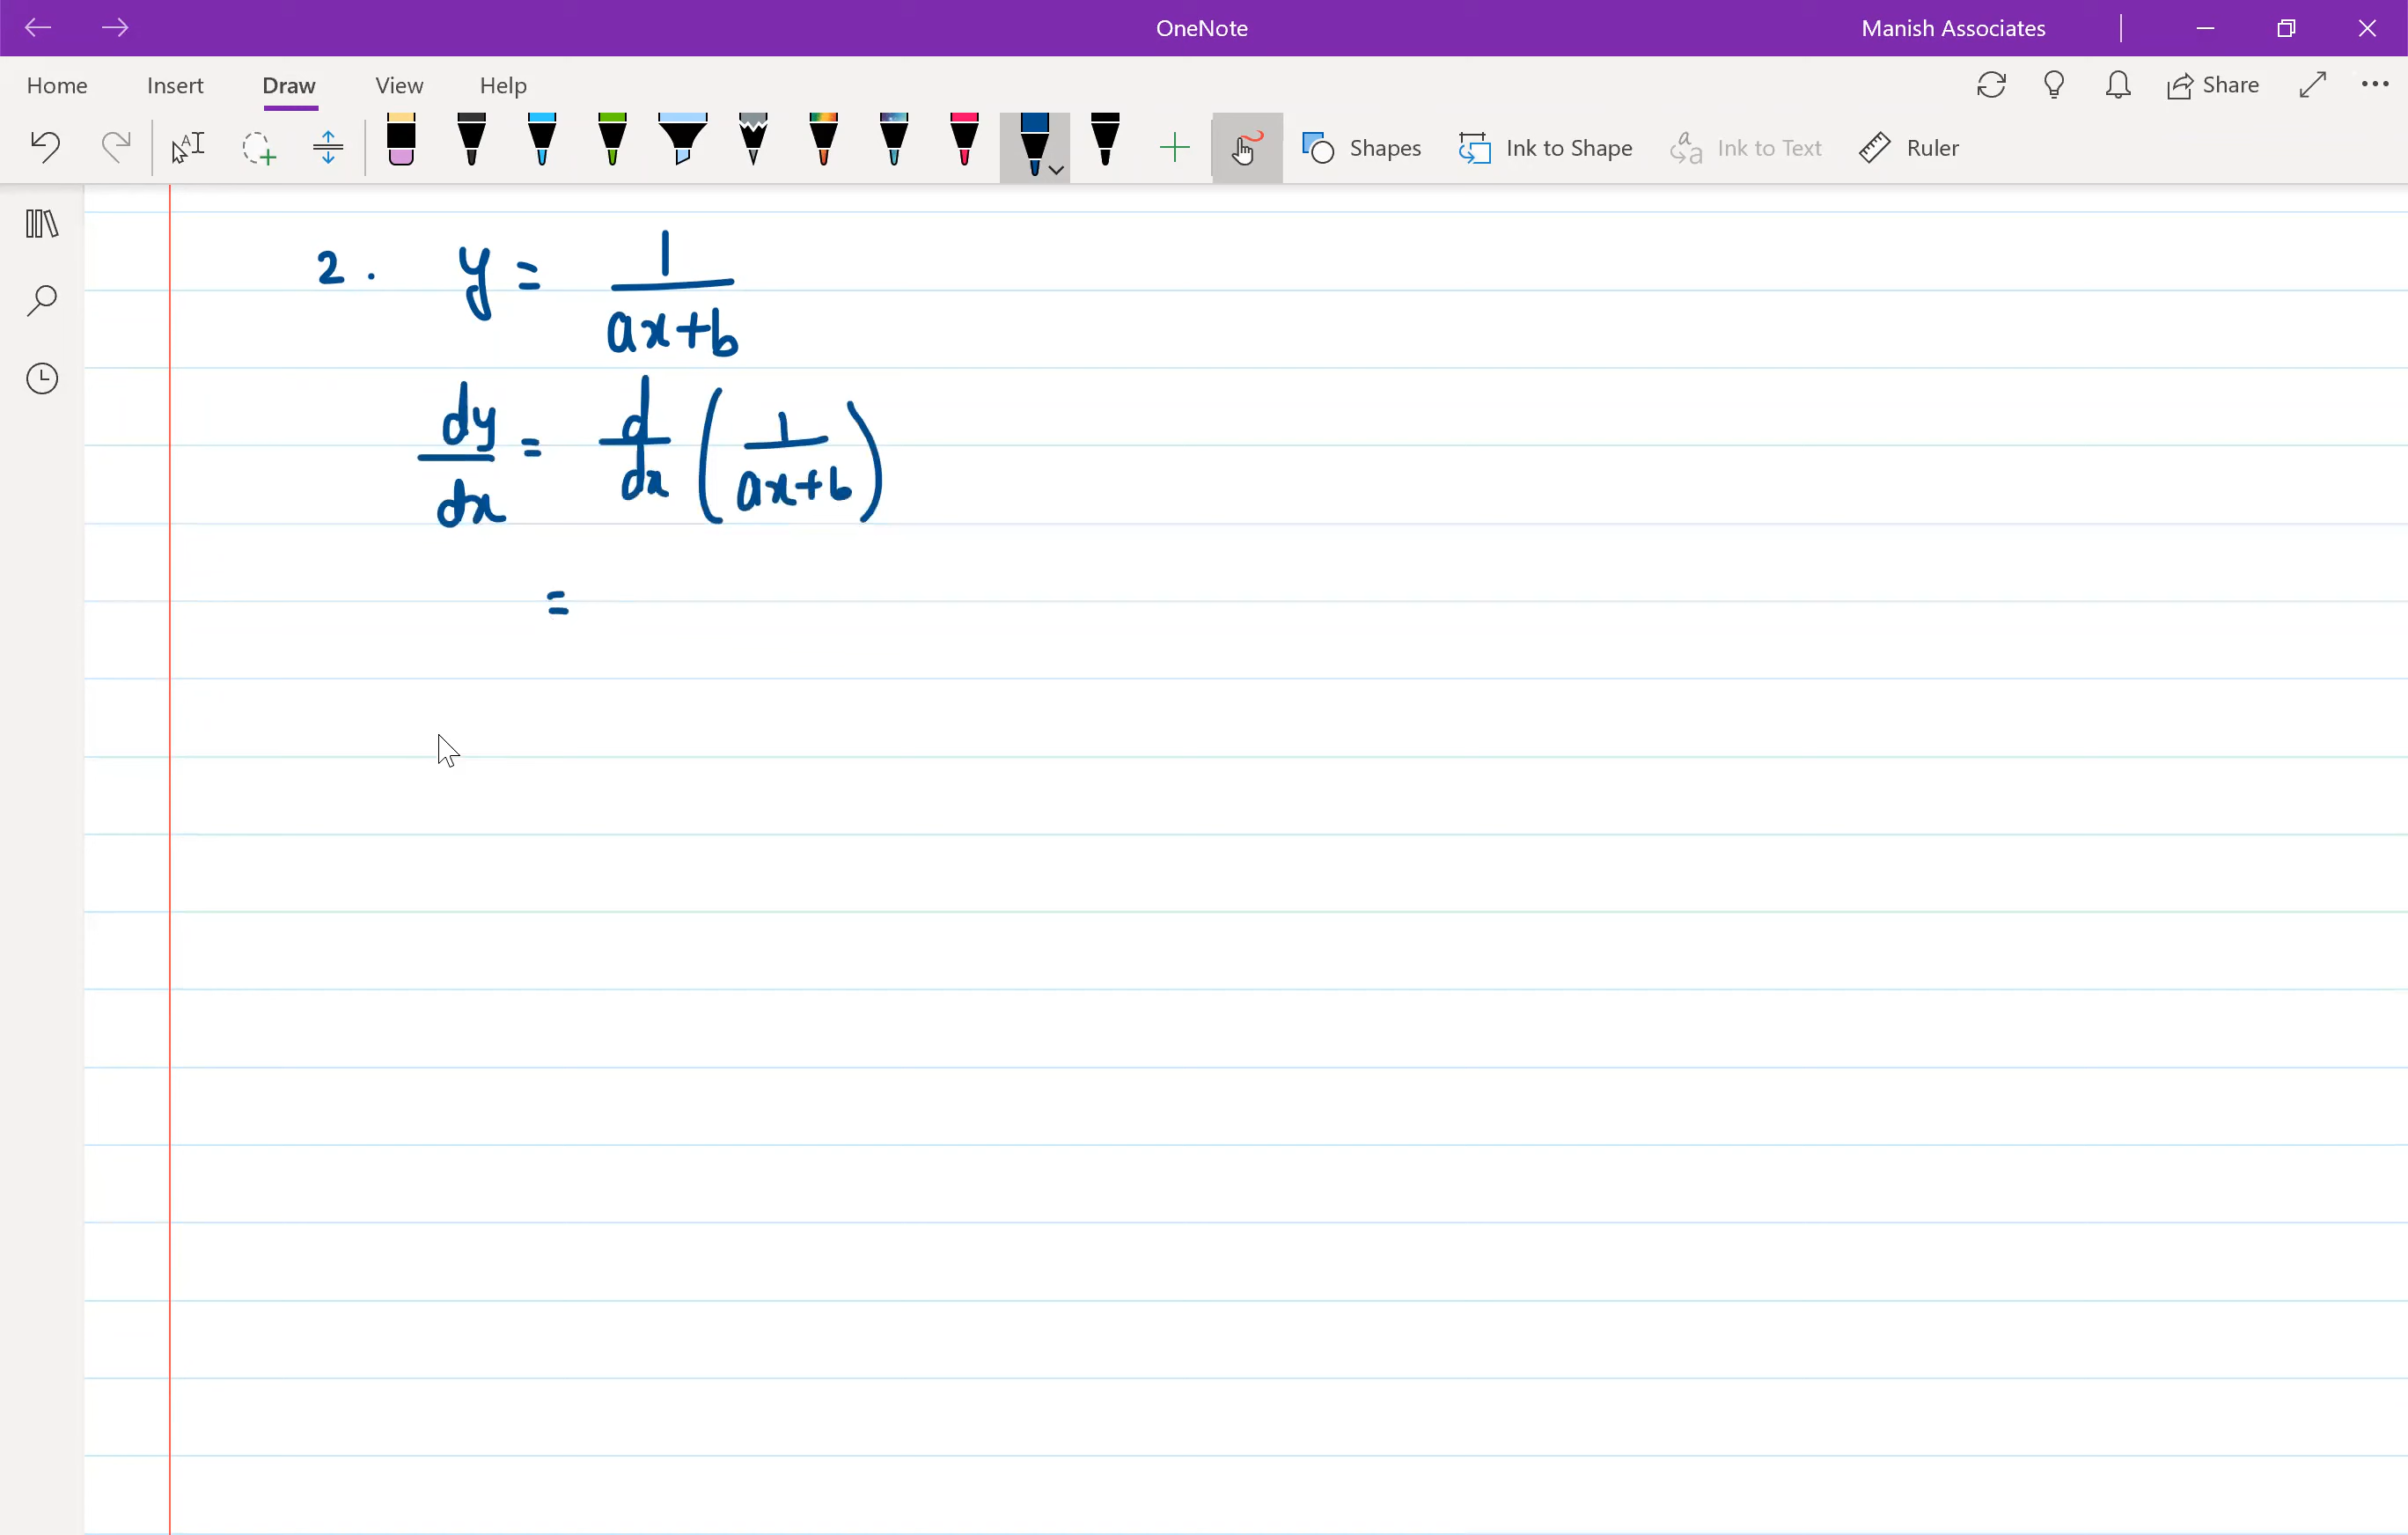 OneNote
Manish Associates
Home Insert Draw View Help
Share
Shapes Ink to Shape Ink to Text Ruler
2. y = 1/(ax+b)
dy/dx = d/dx (1/(ax+b))
=